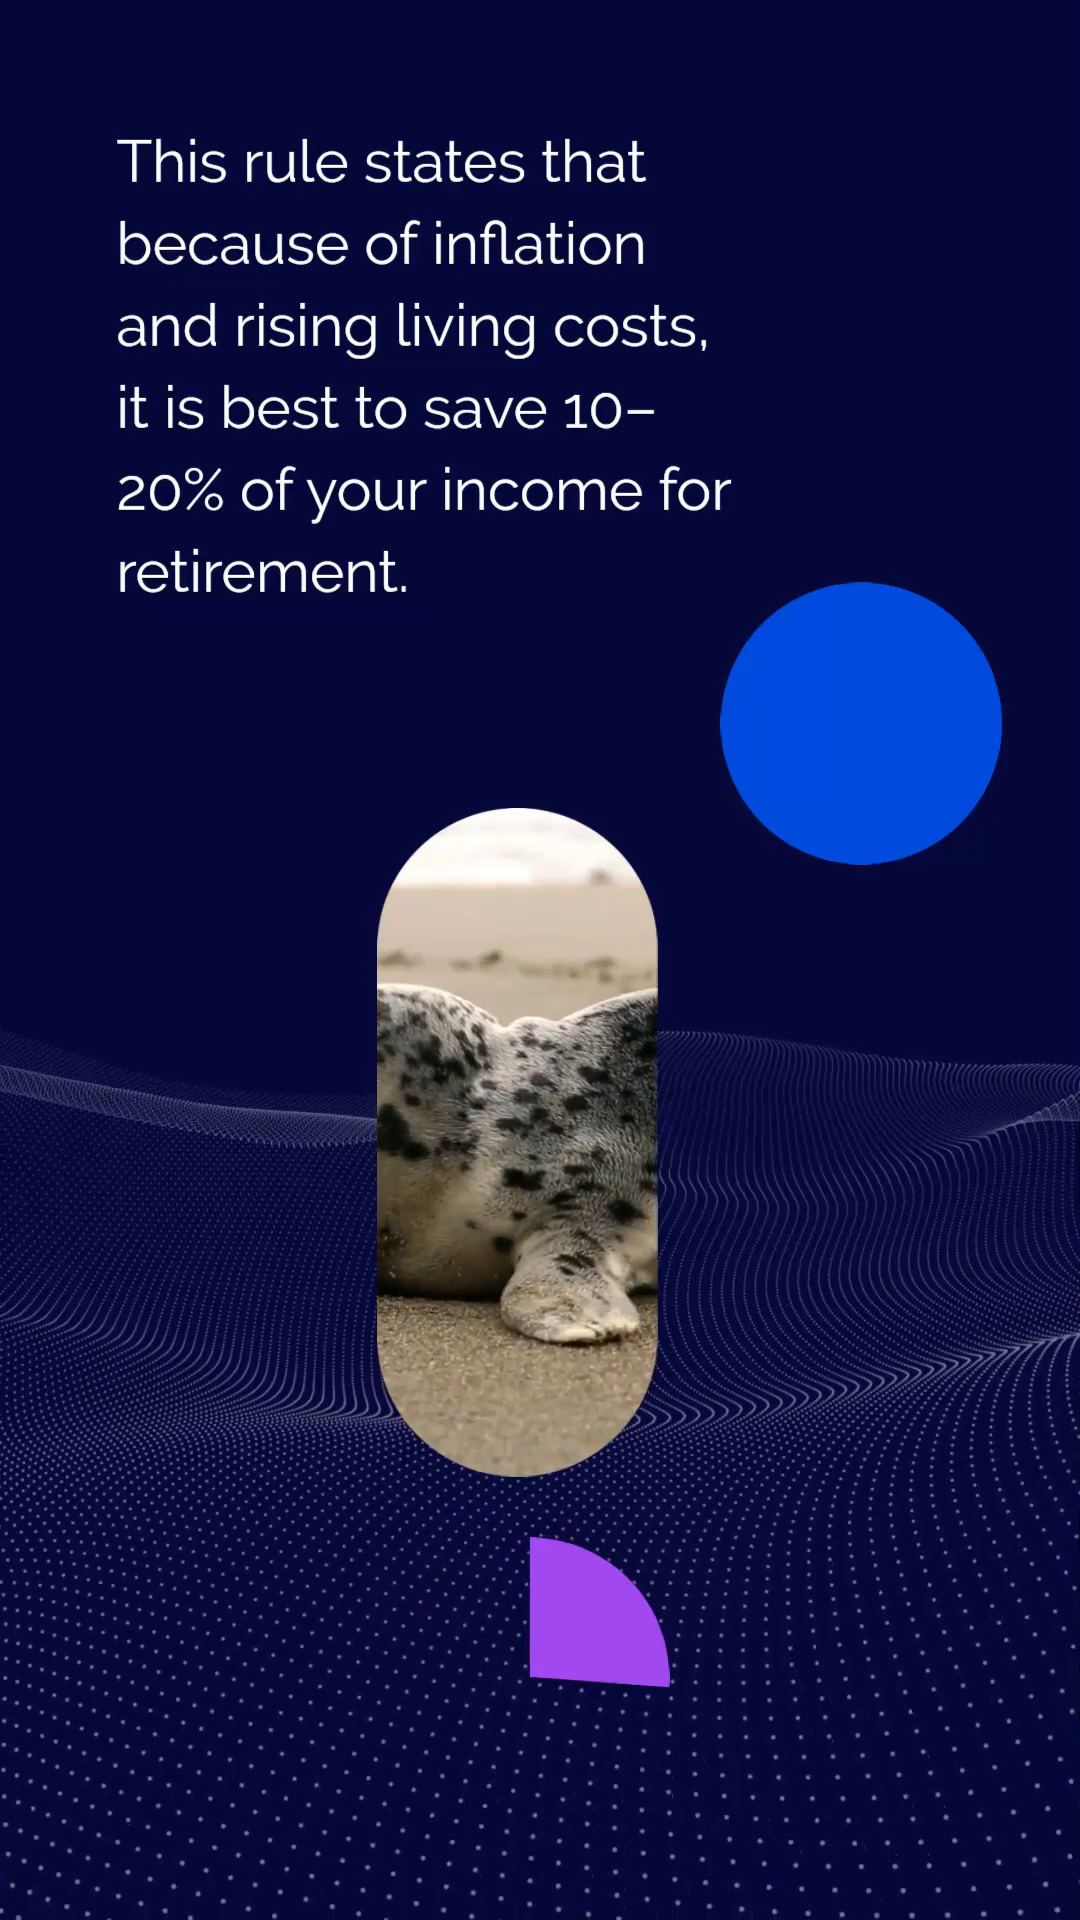 This rule states that
because of inflation
and rising living costs,
it is best to save 10–
20% of your income for
retirement.